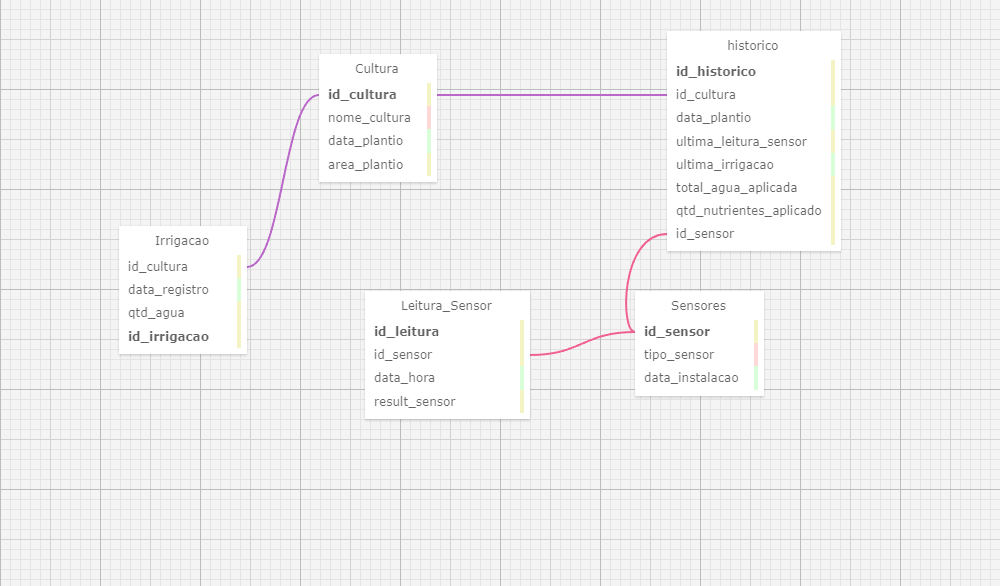 Cultura
id_cultura
nome_cultura
data_plantio
area_plantio
historico
id_historico
id_cultura
data_plantio
ultima_leitura_sensor
ultima_irrigacao
total_agua_aplicada
qtd_nutrientes_aplicado
id_sensor
Irrigacao
id_cultura
data_registro
qtd_agua
id_irrigacao
Leitura_Sensor
id_leitura
id_sensor
data_hora
result_sensor
Sensores
id_sensor
tipo_sensor
data_instalacao